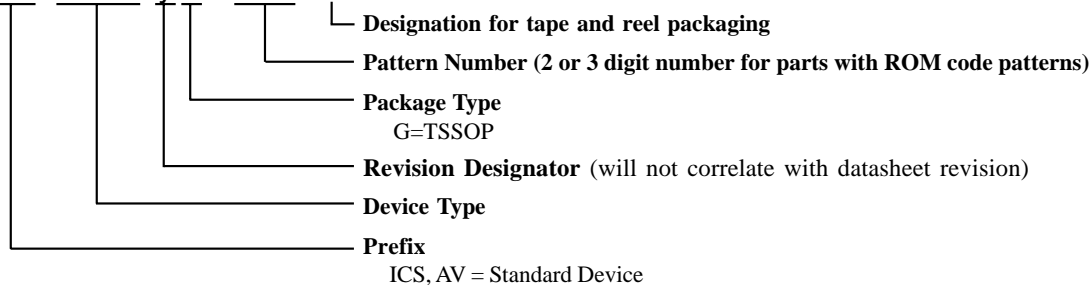 Designation for tape and reel packaging
Pattern Number (2 or 3 digit number for parts with ROM code patterns)
Package Type
G=TSSOP
Revision Designator (will not correlate with datasheet revision)
Device Type
Prefix
ICS, AV = Standard Device